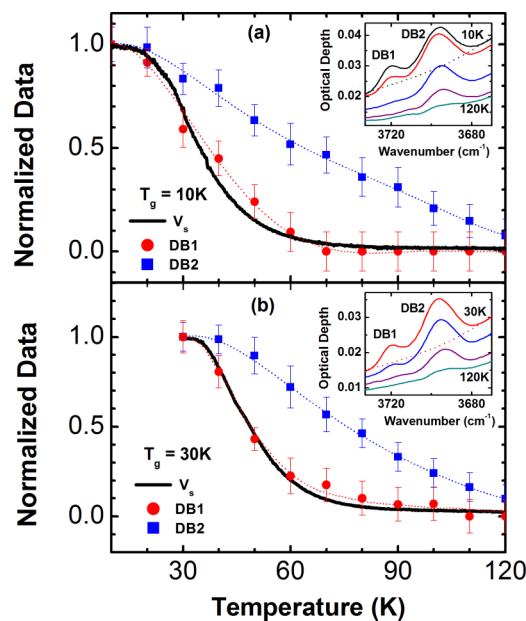 (a)
Normalized Data
1.0
0.5
0.0
T_g = 10K
V_s
DB1
DB2
Optical Depth
0.04
0.03
0.02
DB1
DB2
10K
120K
3720
3680
Wavenumber (cm⁻¹)
(b)
Normalized Data
1.0
0.5
0.0
T_g = 30K
V_s
DB1
DB2
Optical Depth
0.03
0.02
0.01
DB1
DB2
30K
120K
3720
3680
Wavenumber (cm⁻¹)
30
60
90
120
Temperature (K)